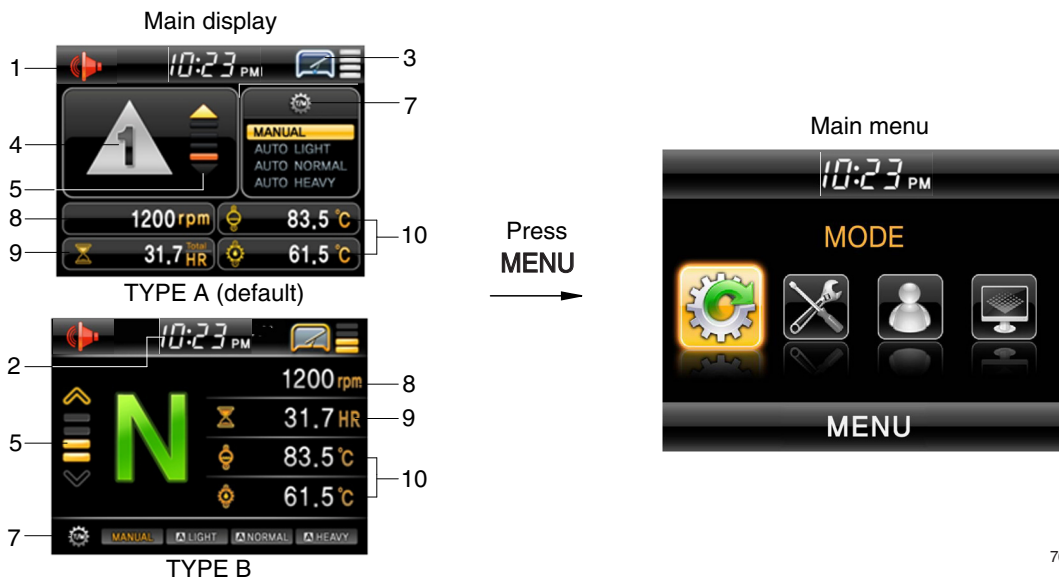 Main display
1
10:23 PM
3
7
T/M
4
1
MANUAL
AUTO LIGHT
AUTO NORMAL
AUTO HEAVY
5
8
1200 rpm
83.5 °C
9
31.7 Total HR
61.5 °C
10
TYPE A (default)
10:23 PM
2
1200 rpm
8
31.7 HR
9
5
N
83.5 °C
10
61.5 °C
7
T/M
MANUAL
A LIGHT
A NORMAL
A HEAVY
TYPE B
Press
MENU
Main menu
10:23 PM
MODE
MENU